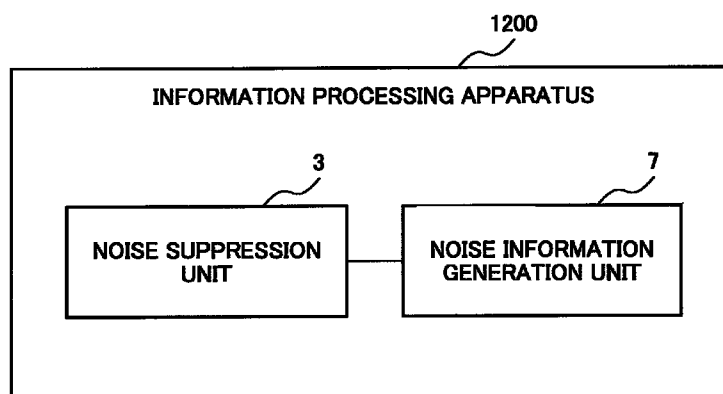 1200
INFORMATION PROCESSING APPARATUS
3
NOISE SUPPRESSION
UNIT
7
NOISE INFORMATION
GENERATION UNIT